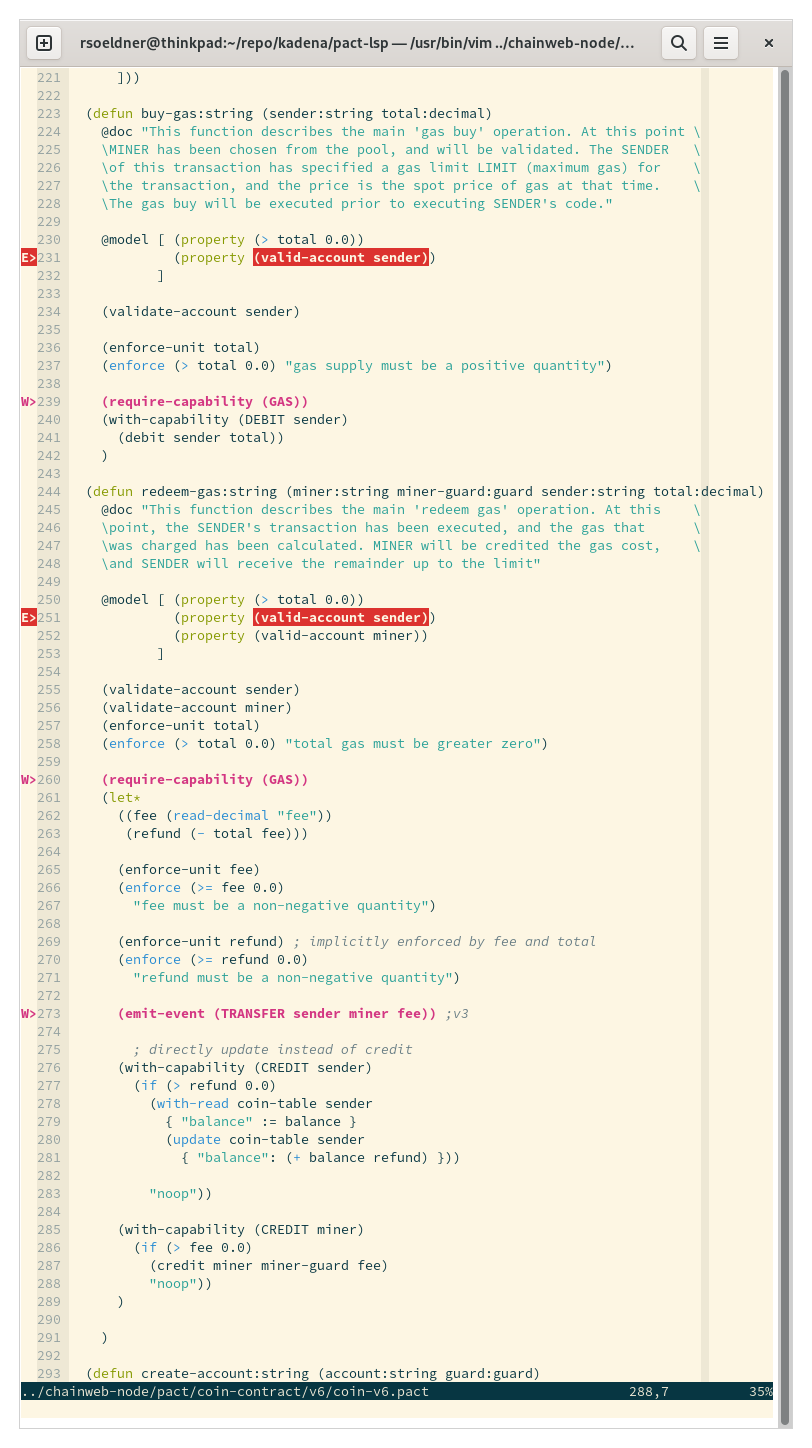 rsoeldner@thinkpad:~/repo/kadena/pact-lsp — /usr/bin/vim ../chainweb-node/…
221       ]))
222
223   (defun buy-gas:string (sender:string total:decimal)
224     @doc "This function describes the main 'gas buy' operation. At this point \
225     \MINER has been chosen from the pool, and will be validated. The SENDER   \
226     \of this transaction has specified a gas limit LIMIT (maximum gas) for    \
227     \the transaction, and the price is the spot price of gas at that time.    \
228     \The gas buy will be executed prior to executing SENDER's code."
229
230     @model [ (property (> total 0.0))
E>231              (property (valid-account sender))
232            ]
233
234     (validate-account sender)
235
236     (enforce-unit total)
237     (enforce (> total 0.0) "gas supply must be a positive quantity")
238
W>239     (require-capability (GAS))
240     (with-capability (DEBIT sender)
241       (debit sender total))
242     )
243
244   (defun redeem-gas:string (miner:string miner-guard:guard sender:string total:decimal)
245     @doc "This function describes the main 'redeem gas' operation. At this    \
246     \point, the SENDER's transaction has been executed, and the gas that      \
247     \was charged has been calculated. MINER will be credited the gas cost,    \
248     \and SENDER will receive the remainder up to the limit"
249
250     @model [ (property (> total 0.0))
E>251              (property (valid-account sender))
252              (property (valid-account miner))
253            ]
254
255     (validate-account sender)
256     (validate-account miner)
257     (enforce-unit total)
258     (enforce (> total 0.0) "total gas must be greater zero")
259
W>260     (require-capability (GAS))
261     (let*
262       ((fee (read-decimal "fee"))
263        (refund (- total fee)))
264
265       (enforce-unit fee)
266       (enforce (>= fee 0.0)
267         "fee must be a non-negative quantity")
268
269       (enforce-unit refund) ; implicitly enforced by fee and total
270       (enforce (>= refund 0.0)
271         "refund must be a non-negative quantity")
272
W>273       (emit-event (TRANSFER sender miner fee)) ;v3
274
275         ; directly update instead of credit
276       (with-capability (CREDIT sender)
277         (if (> refund 0.0)
278           (with-read coin-table sender
279             { "balance" := balance }
280             (update coin-table sender
281               { "balance": (+ balance refund) }))
282
283           "noop"))
284
285       (with-capability (CREDIT miner)
286         (if (> fee 0.0)
287           (credit miner miner-guard fee)
288           "noop"))
289       )
290
291     )
292
293   (defun create-account:string (account:string guard:guard)
../chainweb-node/pact/coin-contract/v6/coin-v6.pact                         288,7          35%